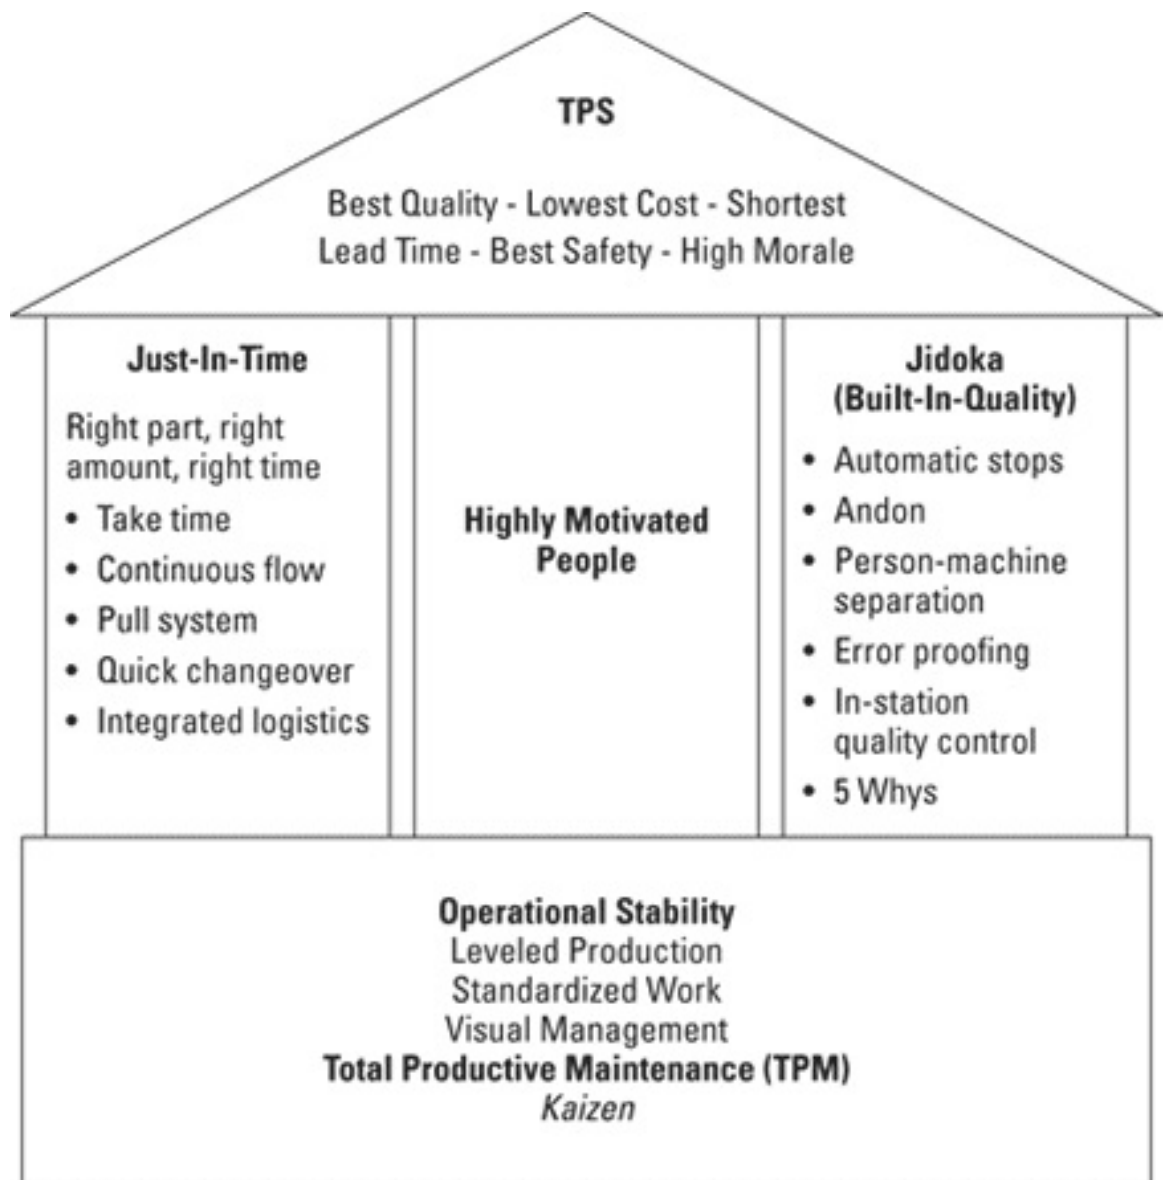 TPS
Best Quality - Lowest Cost - Shortest
Lead Time - Best Safety - High Morale
Just-In-Time
Right part, right
amount, right time
• Take time
• Continuous flow
• Pull system
• Quick changeover
• Integrated logistics
Highly Motivated
People
Jidoka
(Built-In-Quality)
• Automatic stops
• Andon
• Person-machine
separation
• Error proofing
• In-station
quality control
• 5 Whys
Operational Stability
Leveled Production
Standardized Work
Visual Management
Total Productive Maintenance (TPM)
Kaizen